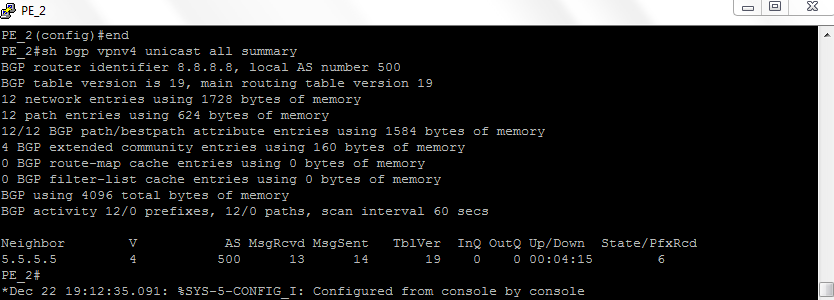 PE_2
PE_2(config)#end
PE_2#sh bgp vpnv4 unicast all summary
BGP router identifier 8.8.8.8, local AS number 500
BGP table version is 19, main routing table version 19
12 network entries using 1728 bytes of memory
12 path entries using 624 bytes of memory
12/12 BGP path/bestpath attribute entries using 1584 bytes of memory
4 BGP extended community entries using 160 bytes of memory
0 BGP route-map cache entries using 0 bytes of memory
0 BGP filter-list cache entries using 0 bytes of memory
BGP using 4096 total bytes of memory
BGP activity 12/0 prefixes, 12/0 paths, scan interval 60 secs
Neighbor        V           AS MsgRcvd MsgSent   TblVer  InQ OutQ Up/Down  State/PfxRcd
5.5.5.5         4          500      13      14       19    0    0 00:04:15        6
PE_2#
*Dec 22 19:12:35.091: %SYS-5-CONFIG_I: Configured from console by console